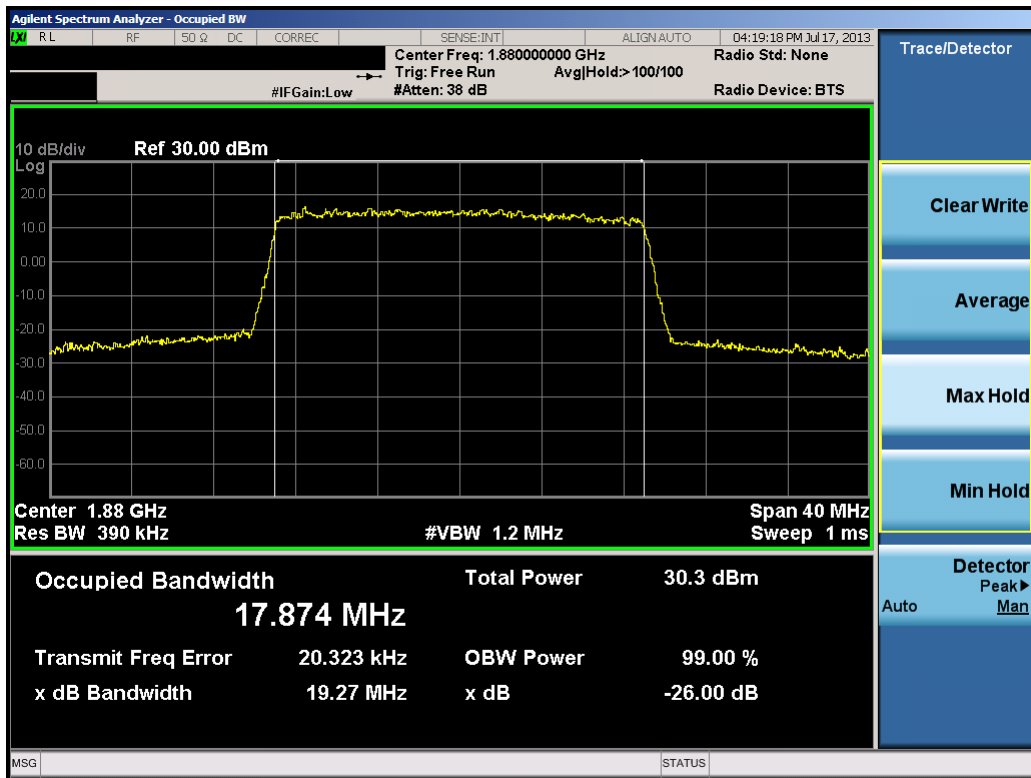 Agilent Spectrum Analyzer - Occupied BW
LXI RL RF 50 Ω DC CORREC SENSE:INT ALIGN AUTO 04:19:18 PM Jul 17, 2013
Center Freq: 1.880000000 GHz Radio Std: None
Trig: Free Run Avg|Hold:>100/100
#IFGain:Low #Atten: 38 dB Radio Device: BTS
10 dB/div Ref 30.00 dBm
Log
20.0
10.0
0.00
-10.0
-20.0
-30.0
-40.0
-50.0
-60.0
Center 1.88 GHz Span 40 MHz
Res BW 390 kHz #VBW 1.2 MHz Sweep 1 ms
Occupied Bandwidth Total Power 30.3 dBm
17.874 MHz
Transmit Freq Error 20.323 kHz OBW Power 99.00 %
x dB Bandwidth 19.27 MHz x dB -26.00 dB
MSG STATUS
Trace/Detector
Clear Write
Average
Max Hold
Min Hold
Detector
Peak▶
Auto Man